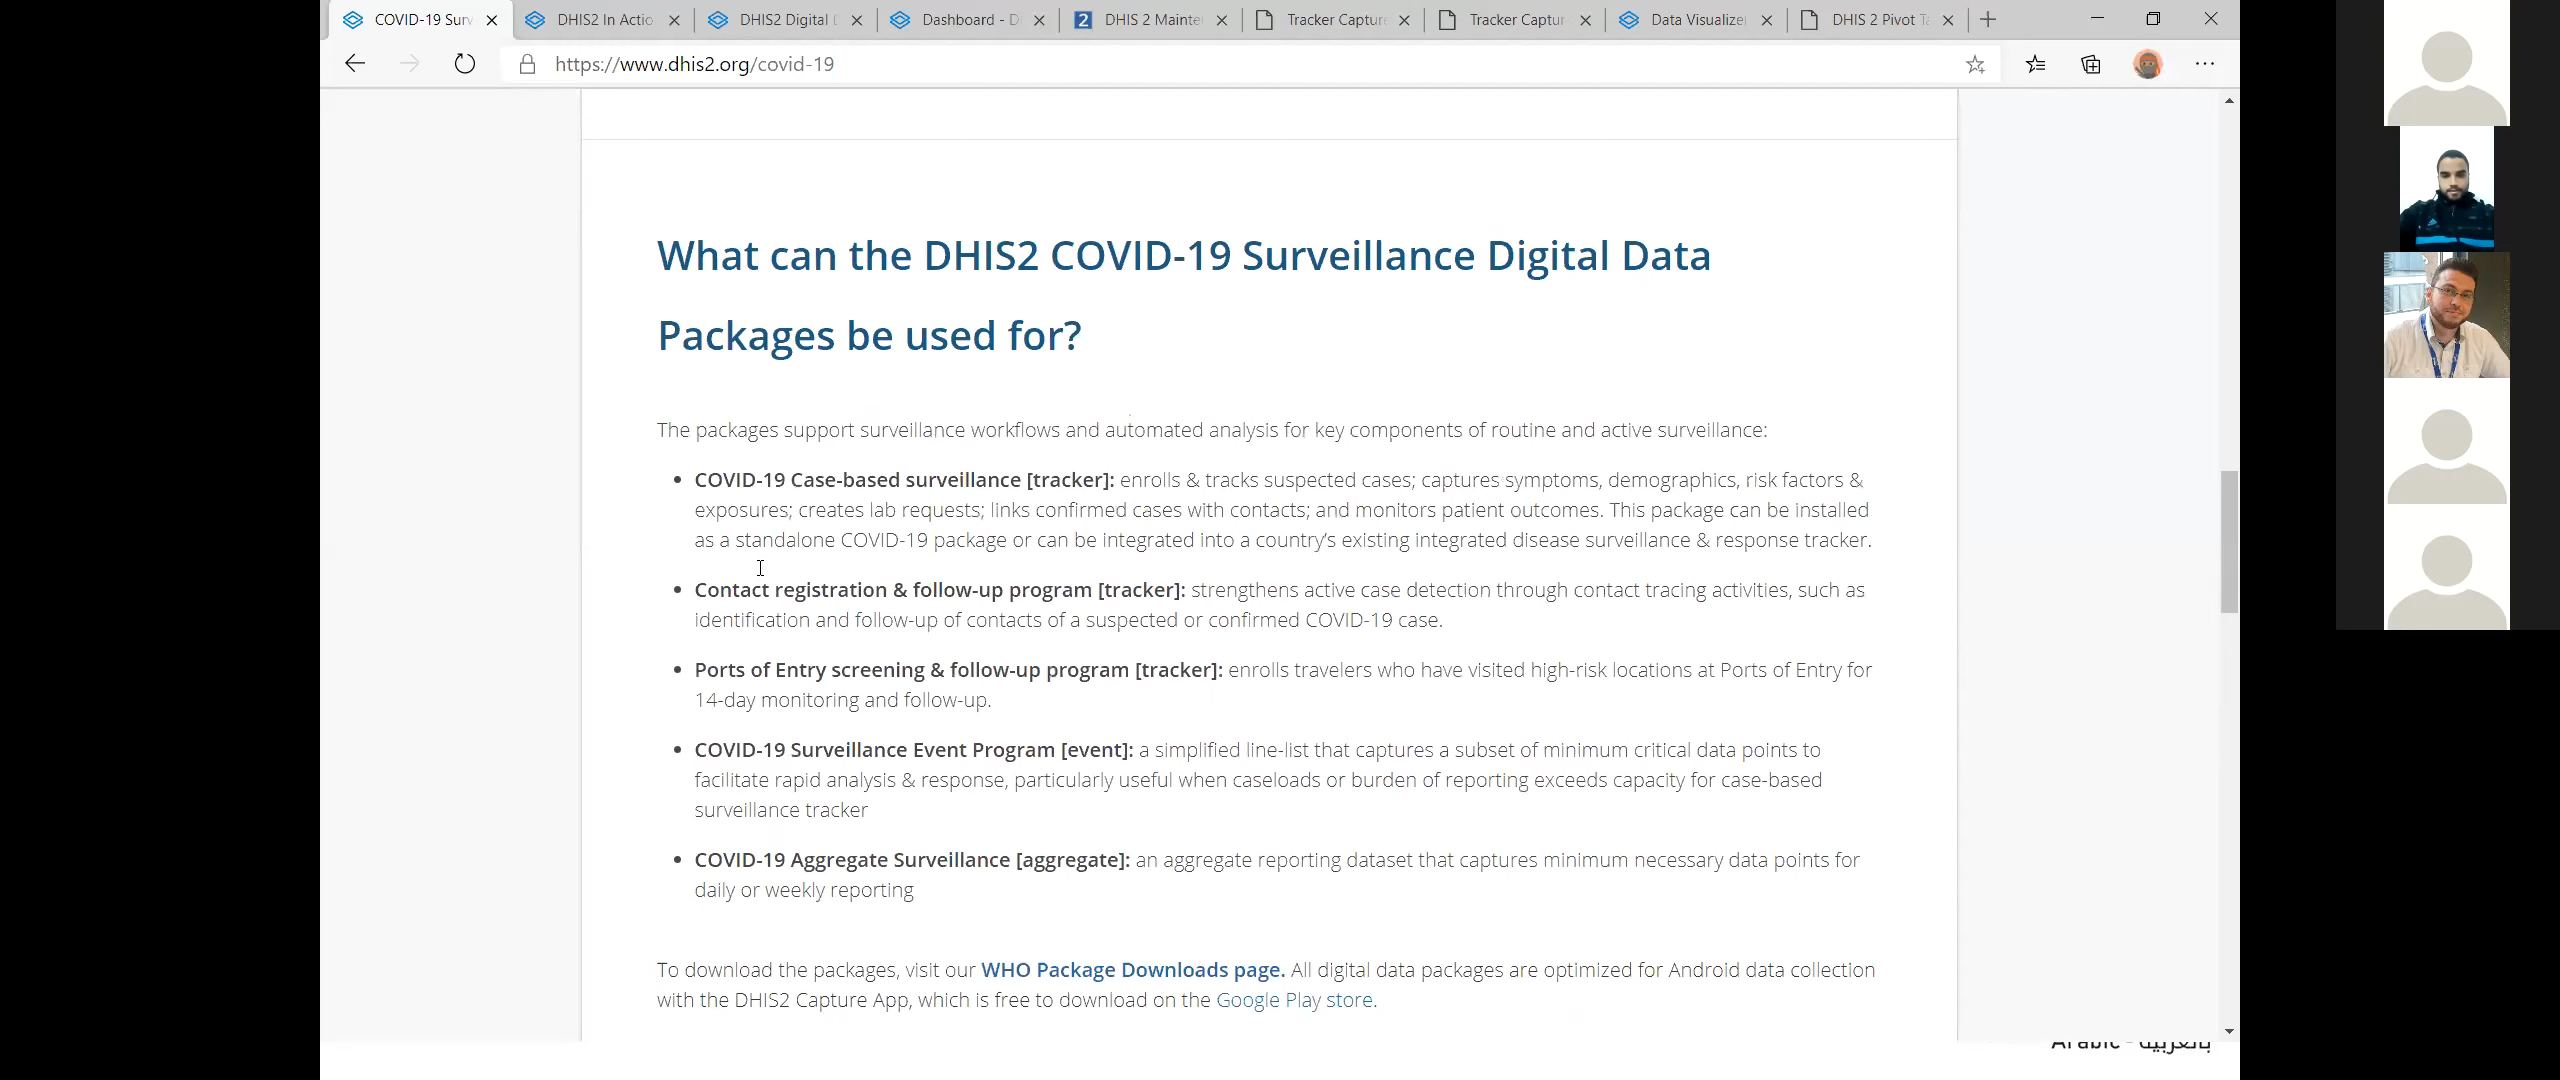 COVID-19 Surv
DHIS2 In Actio
DHIS2 Digital
Dashboard - D
2 DHIS 2 Mainte
Tracker Capture
Tracker Captur
Data Visualize
DHIS 2 Pivot Ta
https://www.dhis2.org/covid-19
What can the DHIS2 COVID-19 Surveillance Digital Data
Packages be used for?
The packages support surveillance workflows and automated analysis for key components of routine and active surveillance:
• COVID-19 Case-based surveillance [tracker]: enrolls & tracks suspected cases; captures symptoms, demographics, risk factors &
exposures; creates lab requests; links confirmed cases with contacts; and monitors patient outcomes. This package can be installed
as a standalone COVID-19 package or can be integrated into a country’s existing integrated disease surveillance & response tracker.
• Contact registration & follow-up program [tracker]: strengthens active case detection through contact tracing activities, such as
identification and follow-up of contacts of a suspected or confirmed COVID-19 case.
• Ports of Entry screening & follow-up program [tracker]: enrolls travelers who have visited high-risk locations at Ports of Entry for
14-day monitoring and follow-up.
• COVID-19 Surveillance Event Program [event]: a simplified line-list that captures a subset of minimum critical data points to
facilitate rapid analysis & response, particularly useful when caseloads or burden of reporting exceeds capacity for case-based
surveillance tracker
• COVID-19 Aggregate Surveillance [aggregate]: an aggregate reporting dataset that captures minimum necessary data points for
daily or weekly reporting
To download the packages, visit our WHO Package Downloads page. All digital data packages are optimized for Android data collection
with the DHIS2 Capture App, which is free to download on the Google Play store.
Arabic - بالعربية